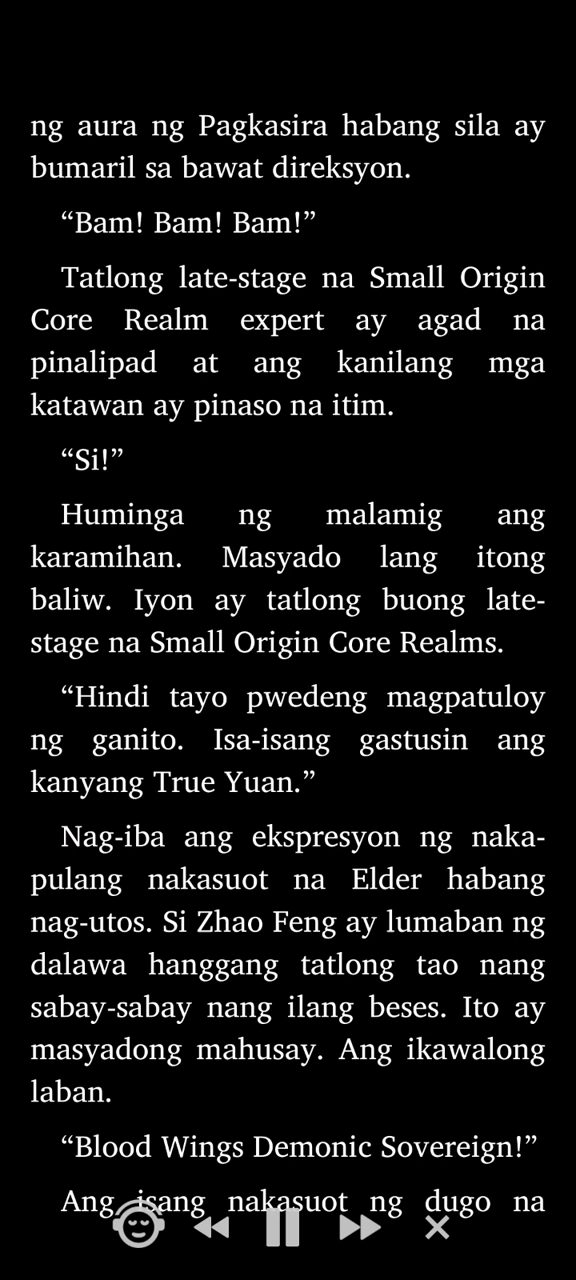 ng aura ng Pagkasira habang sila ay
bumaril sa bawat direksyon.
“Bam! Bam! Bam!”
Tatlong late-stage na Small Origin
Core Realm expert ay agad na
pinalipad at ang kanilang mga
katawan ay pinaso na itim.
“Si!”
Huminga ng malamig ang
karamihan. Masyado lang itong
baliw. Iyon ay tatlong buong late-
stage na Small Origin Core Realms.
“Hindi tayo pwedeng magpatuloy
ng ganito. Isa-isang gastusin ang
kanyang True Yuan.”
Nag-iba ang ekspresyon ng naka-
pulang nakasuot na Elder habang
nag-utos. Si Zhao Feng ay lumaban ng
dalawa hanggang tatlong tao nang
sabay-sabay nang ilang beses. Ito ay
masyadong mahusay. Ang ikawalong
laban.
“Blood Wings Demonic Sovereign!”
Ang isang nakasuot ng dugo na